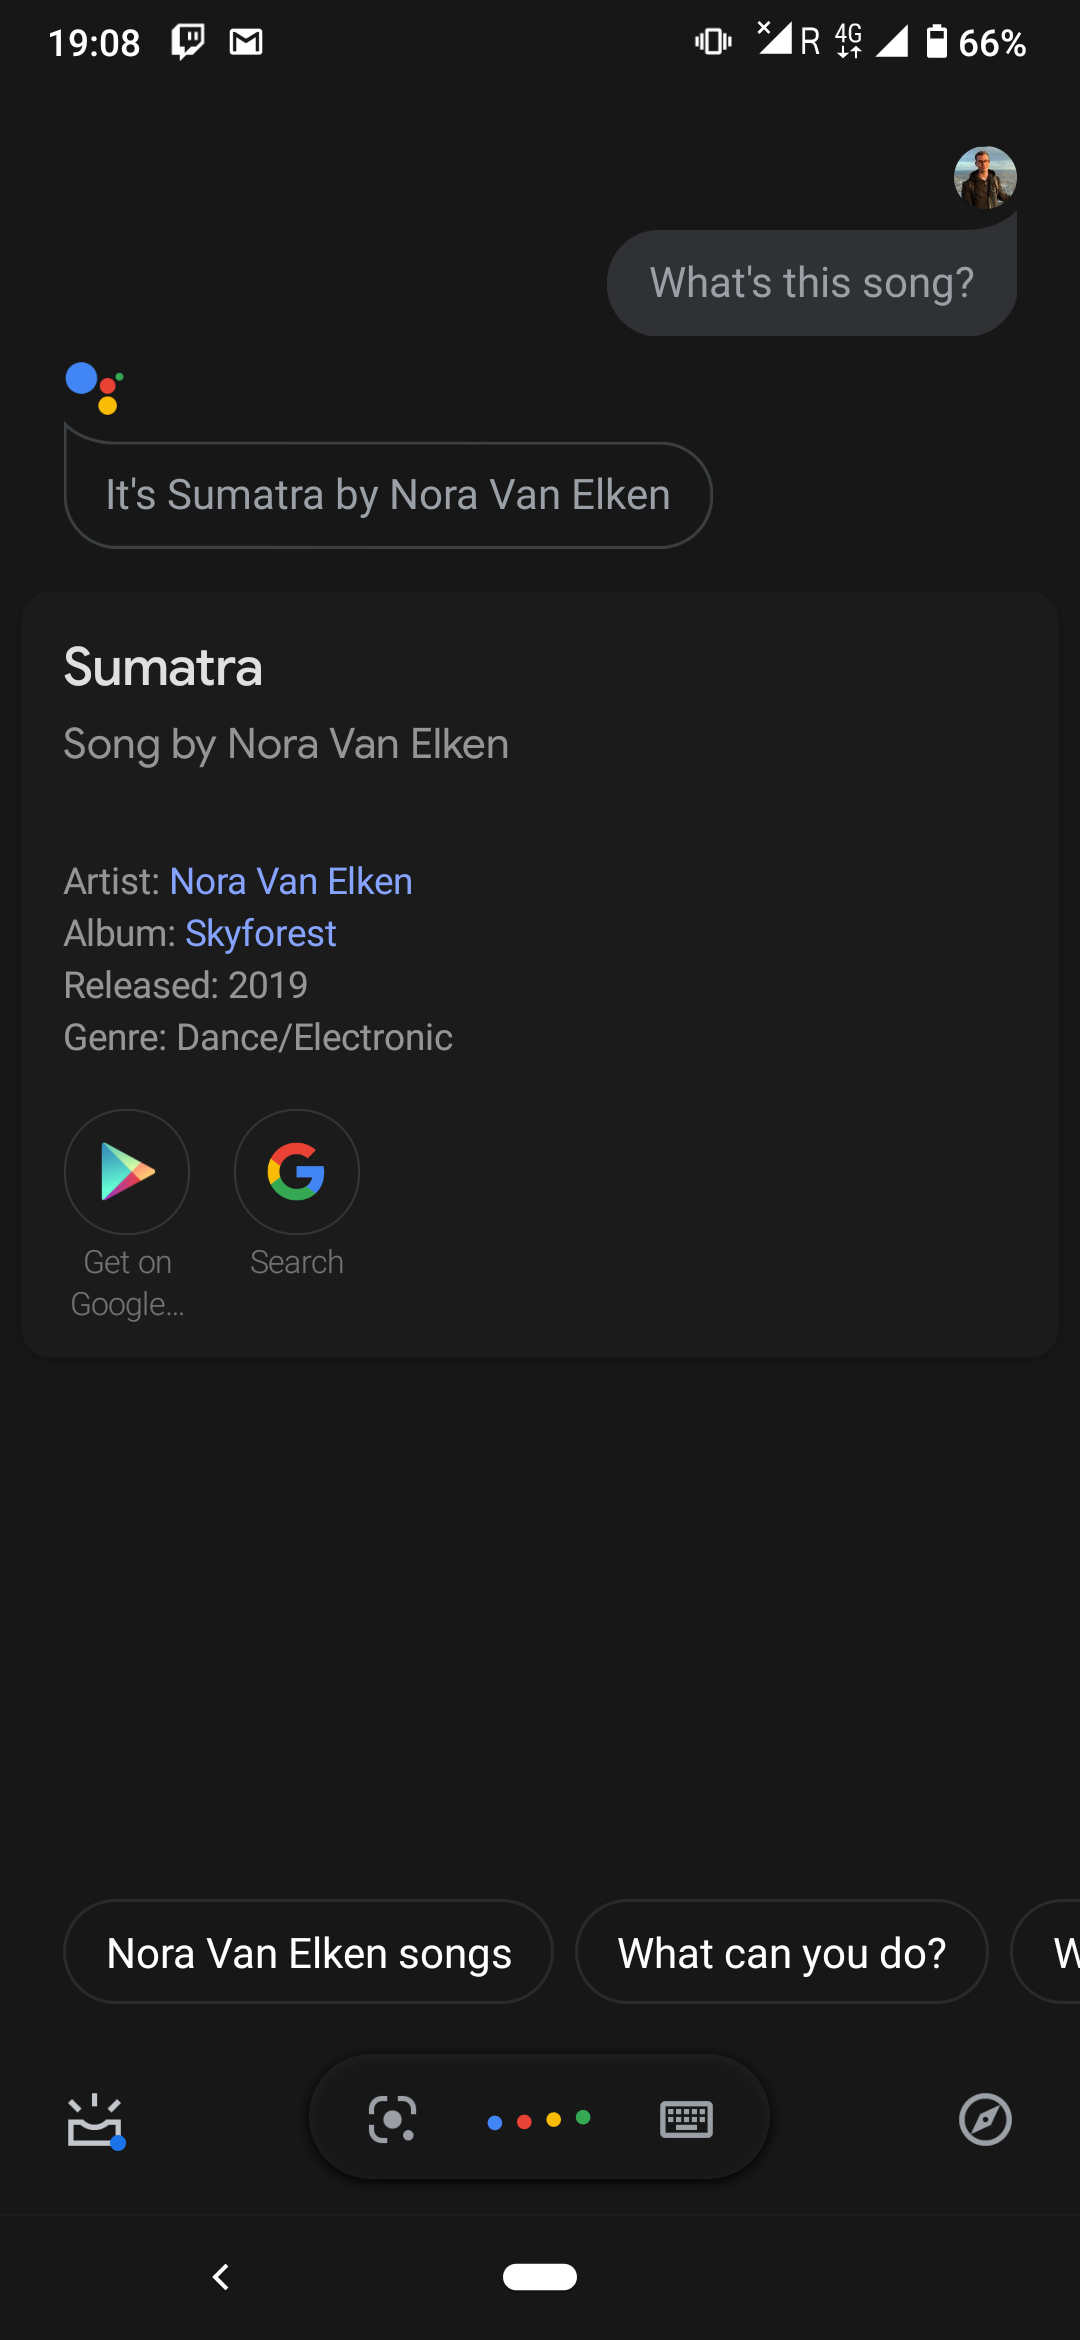 19:08
R 4G 66%
What's this song?
It's Sumatra by Nora Van Elken
Sumatra
Song by Nora Van Elken
Artist: Nora Van Elken
Album: Skyforest
Released: 2019
Genre: Dance/Electronic
Get on
Google...
Search
Nora Van Elken songs
What can you do?